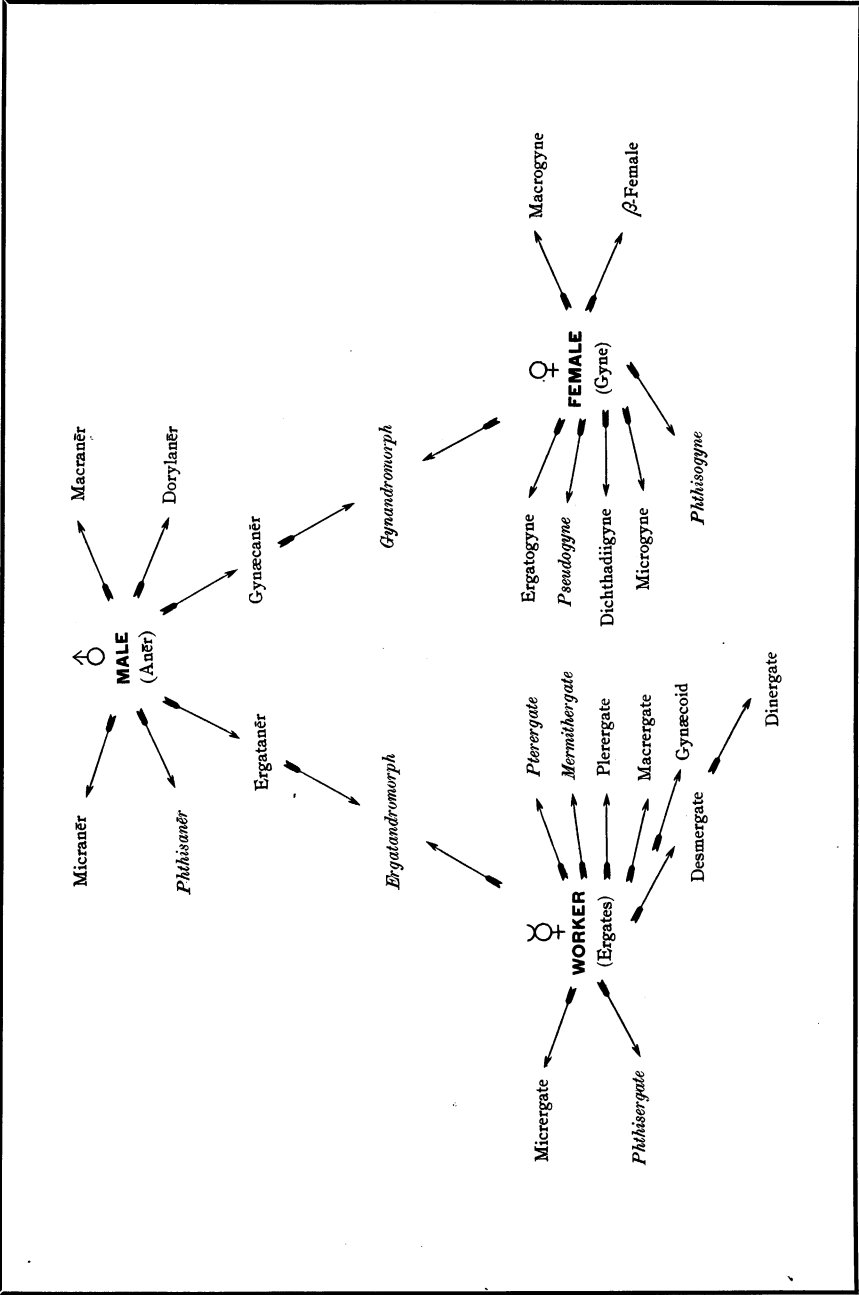 Micranēr
Macranēr
♂
MALE
(Anēr)
Phthisanēr
Dorylanēr
Ergatanēr
Gynæcanēr
Ergatandromorph
Gynandromorph
☿
WORKER
(Ergates)
Micrergate
Phthisergate
Pterergate
Mermithergate
Plerergate
Macrergate
Gynæcoid
Desmergate
Dinergate
♀
FEMALE
(Gyne)
Ergatogyne
Pseudogyne
Dichthadiigyne
Microgyne
Phthisogyne
Macrogyne
β-Female